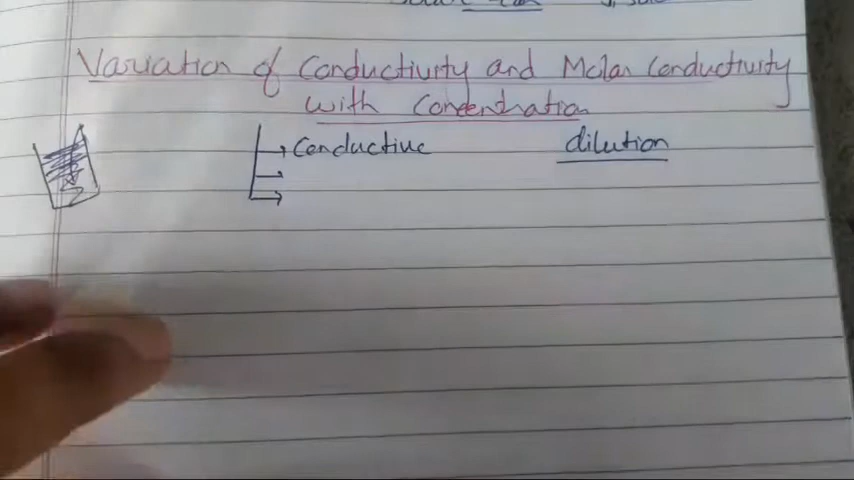 Variation of Conductivity and Molar Conductivity
with Concentration
Conductive
dilution